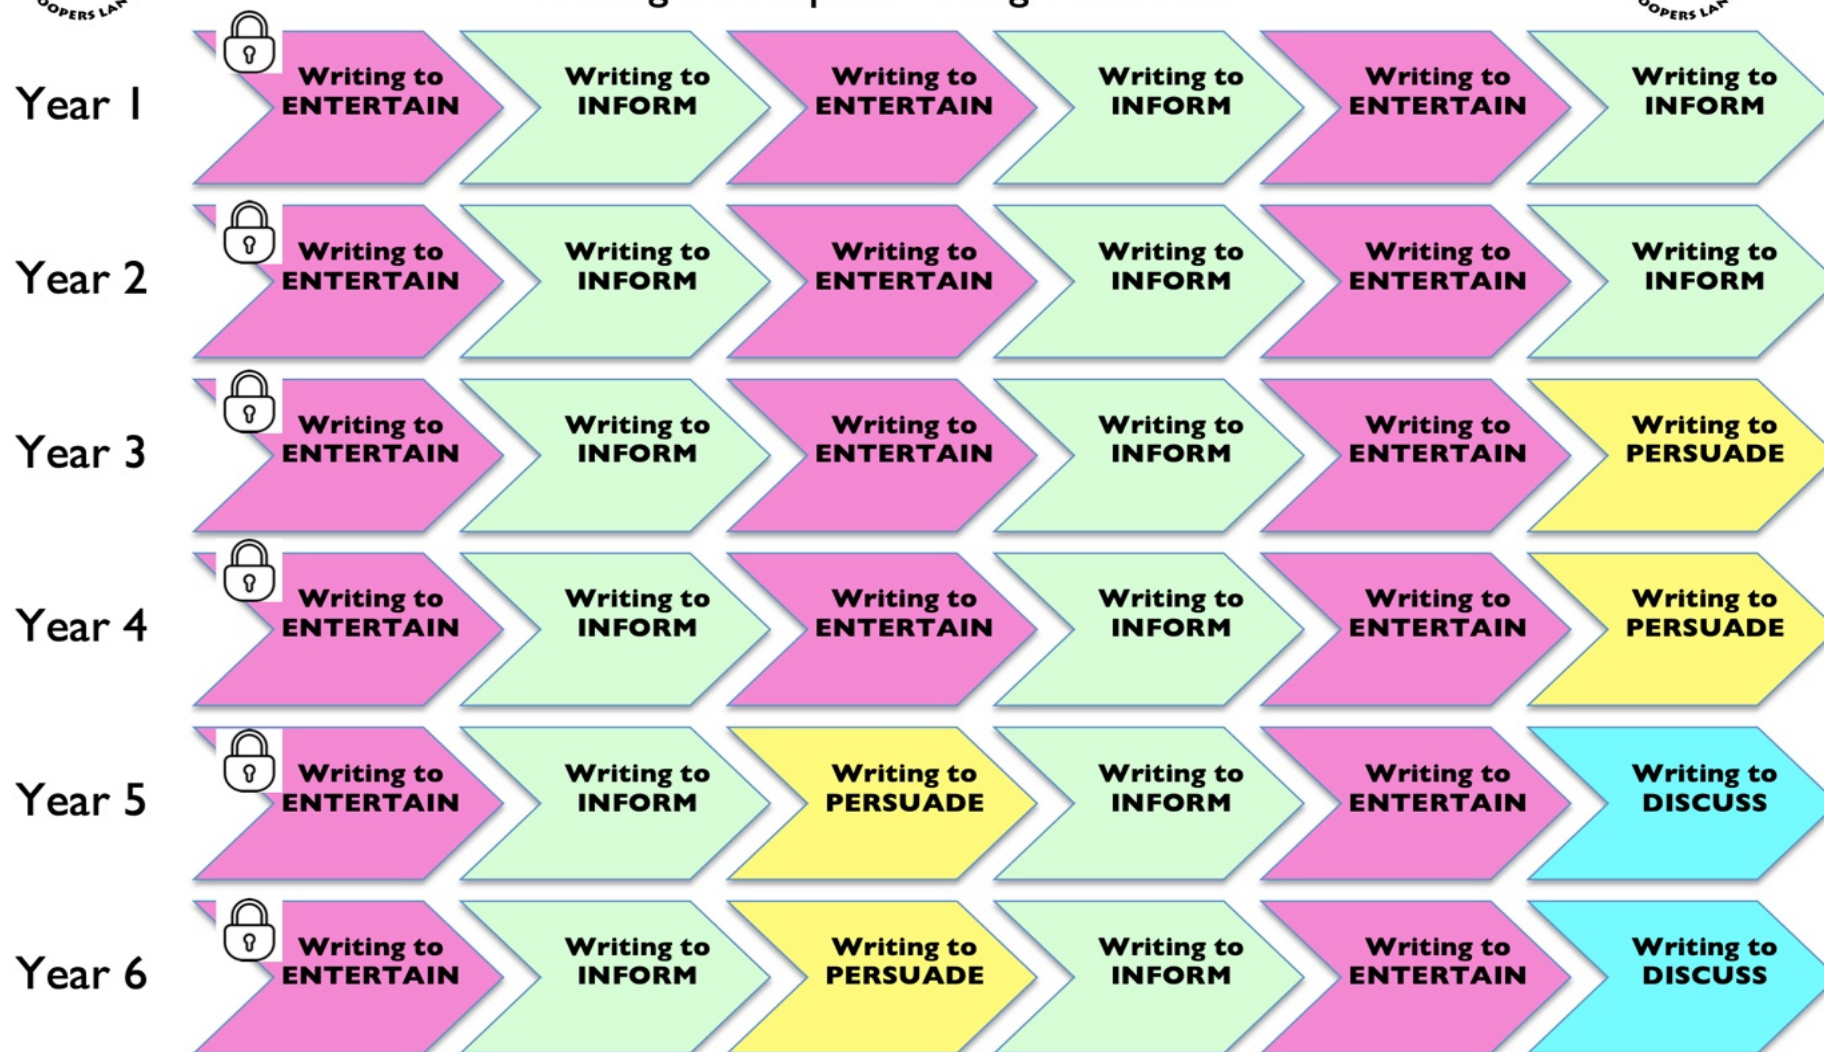 OOPERS LAN OOPERS LAN
Year 1
Writing to Writing to Writing to Writing to Writing to Writing to
ENTERTAIN INFORM ENTERTAIN INFORM ENTERTAIN INFORM
Year 2
Writing to Writing to Writing to Writing to Writing to Writing to
ENTERTAIN INFORM ENTERTAIN INFORM ENTERTAIN INFORM
Year 3
Writing to Writing to Writing to Writing to Writing to Writing to
ENTERTAIN INFORM ENTERTAIN INFORM ENTERTAIN PERSUADE
Year 4
Writing to Writing to Writing to Writing to Writing to Writing to
ENTERTAIN INFORM ENTERTAIN INFORM ENTERTAIN PERSUADE
Year 5
Writing to Writing to Writing to Writing to Writing to Writing to
ENTERTAIN INFORM PERSUADE INFORM ENTERTAIN DISCUSS
Year 6
Writing to Writing to Writing to Writing to Writing to Writing to
ENTERTAIN INFORM PERSUADE INFORM ENTERTAIN DISCUSS